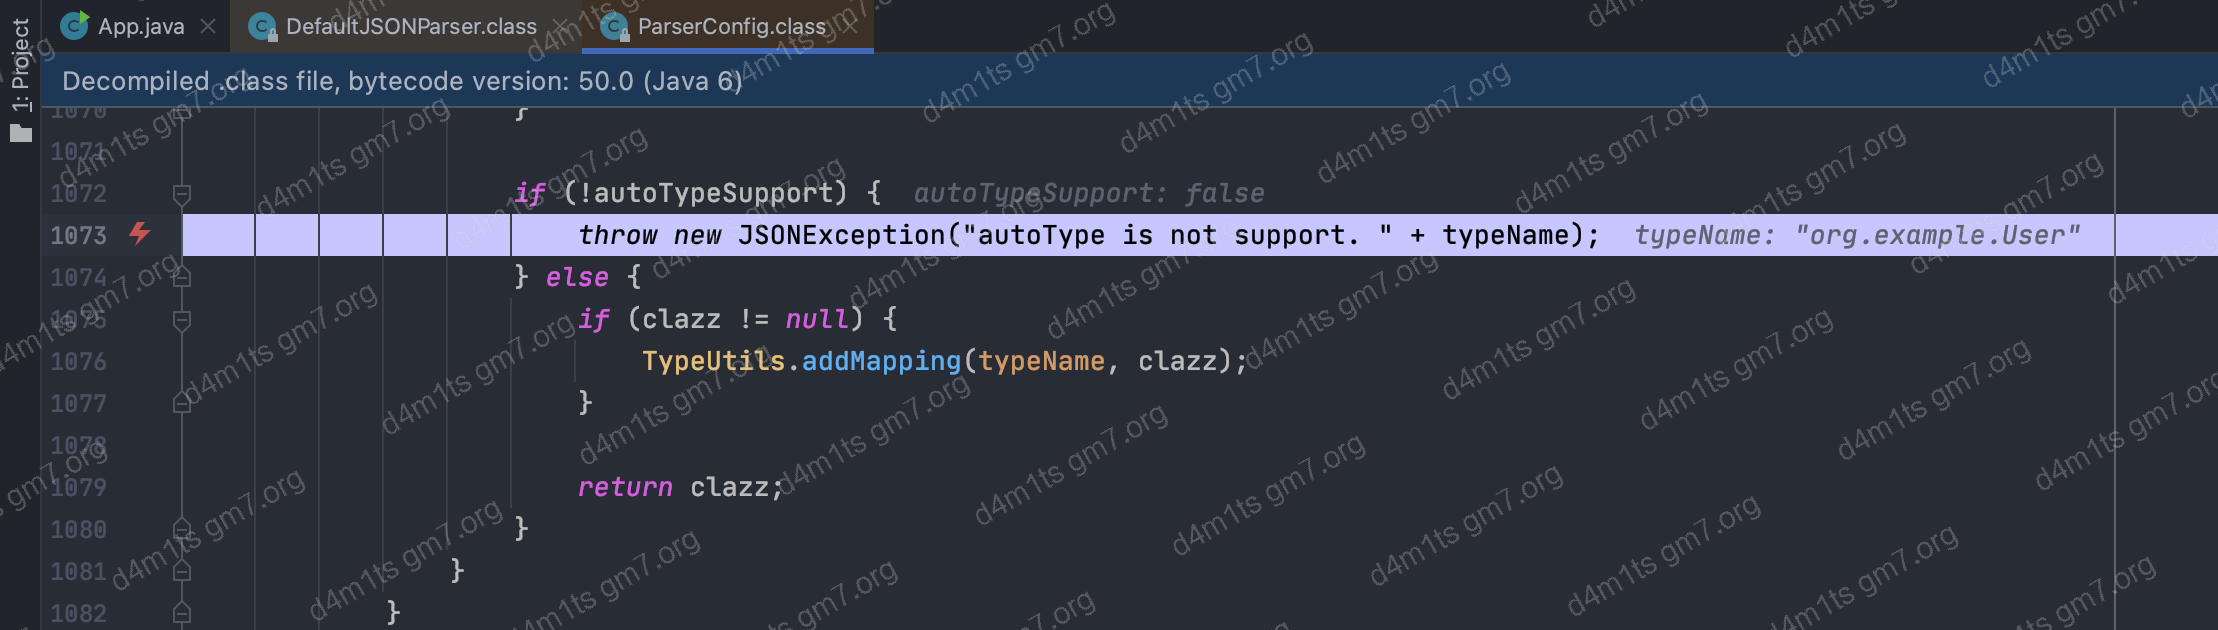 1: Project
App.java
DefaultJSONParser.class
ParserConfig.class
Decompiled .class file, bytecode version: 50.0 (Java 6)
1070 }
1071
1072 if (!autoTypeSupport) { autoTypeSupport: false
1073 throw new JSONException("autoType is not support. " + typeName); typeName: "org.example.User"
1074 } else {
1075 if (clazz != null) {
1076 TypeUtils.addMapping(typeName, clazz);
1077 }
1078
1079 return clazz;
1080 }
1081 }
1082 }
d4m1ts gm7.org